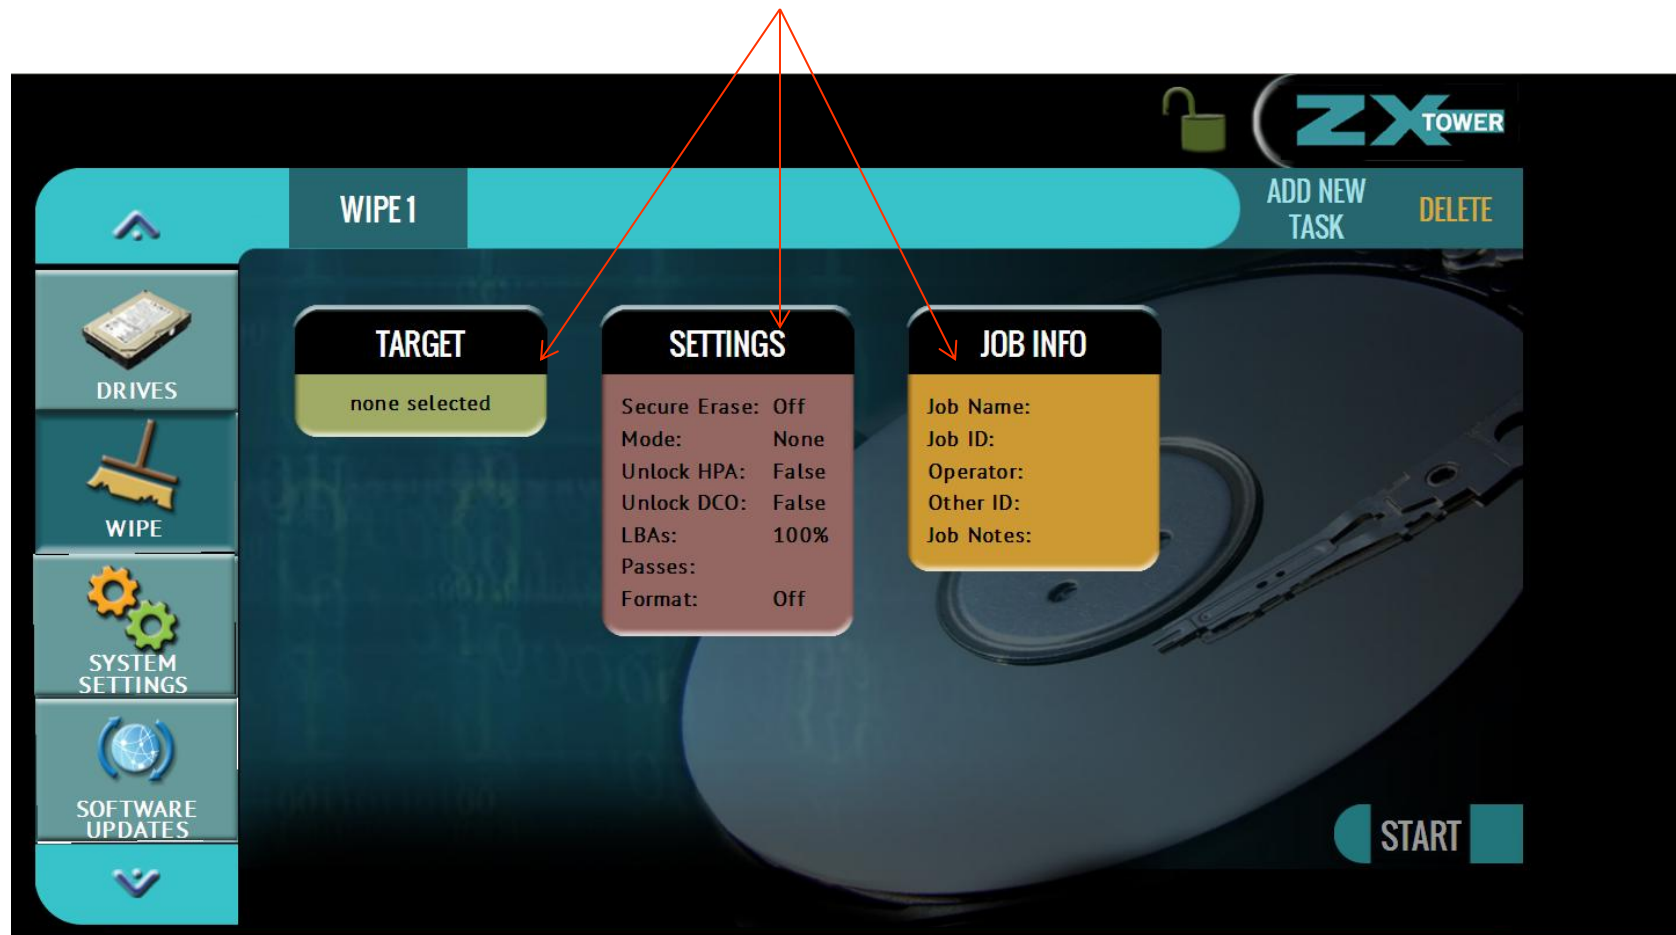 ZX TOWER
WIPE 1
ADD NEW
TASK
DELETE
DRIVES
WIPE
SYSTEM
SETTINGS
SOFTWARE
UPDATES
TARGET
none selected
SETTINGS
Secure Erase: Off
Mode: None
Unlock HPA: False
Unlock DCO: False
LBAs: 100%
Passes:
Format: Off
JOB INFO
Job Name:
Job ID:
Operator:
Other ID:
Job Notes:
START